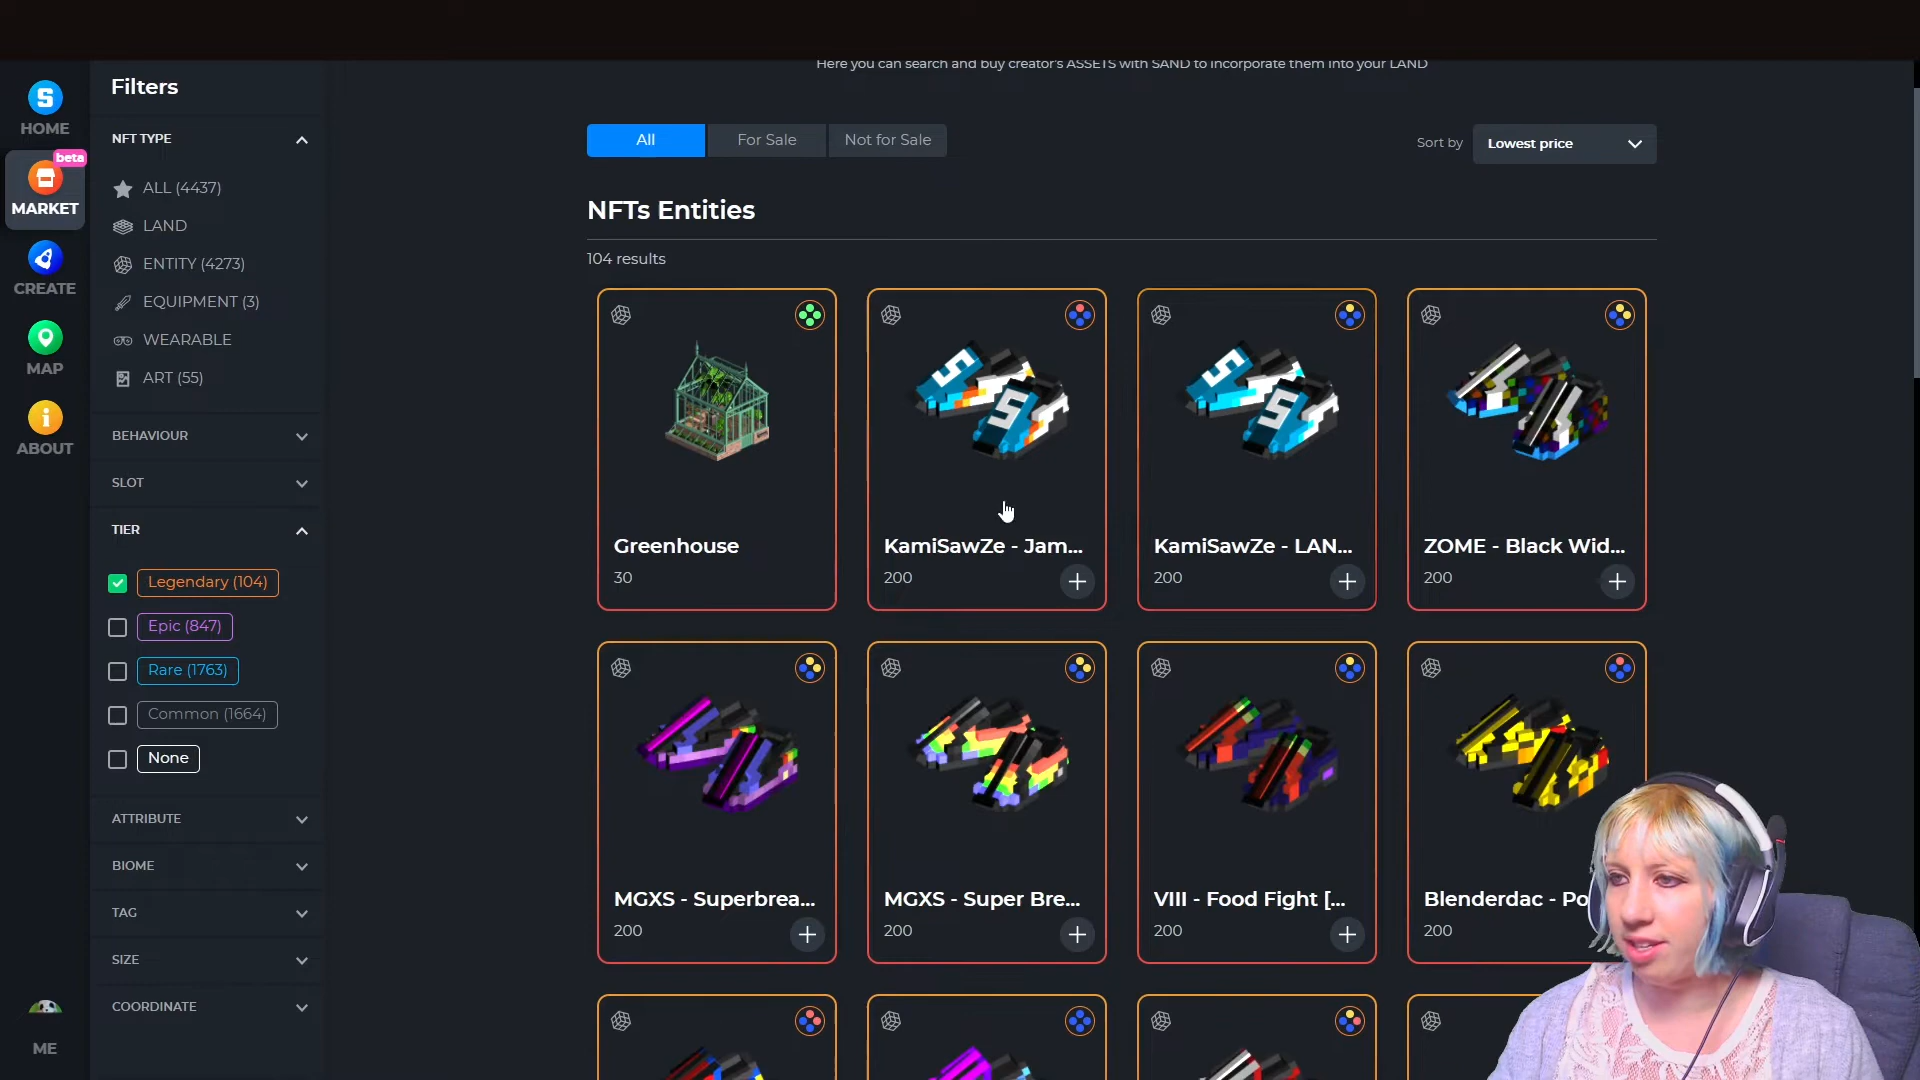 Here you can search and buy creator's ASSETS with SAND to incorporate them into your LAND
Filters
HOME
beta
MARKET
CREATE
MAP
ABOUT
ME
NFT TYPE
ALL (4437)
LAND
ENTITY (4273)
EQUIPMENT (3)
WEARABLE
ART (55)
BEHAVIOUR
SLOT
TIER
Legendary (104)
Epic (847)
Rare (1763)
Common (1664)
None
ATTRIBUTE
BIOME
TAG
SIZE
COORDINATE
All
For Sale
Not for Sale
Sort by
Lowest price
NFTs Entities
104 results
Greenhouse
30
KamiSawZe - Jam...
200
KamiSawZe - LAN...
200
ZOME - Black Wid...
200
MGXS - Superbrea...
200
MGXS - Super Bre...
200
VIII - Food Fight [...
200
Blenderdac - Po
200